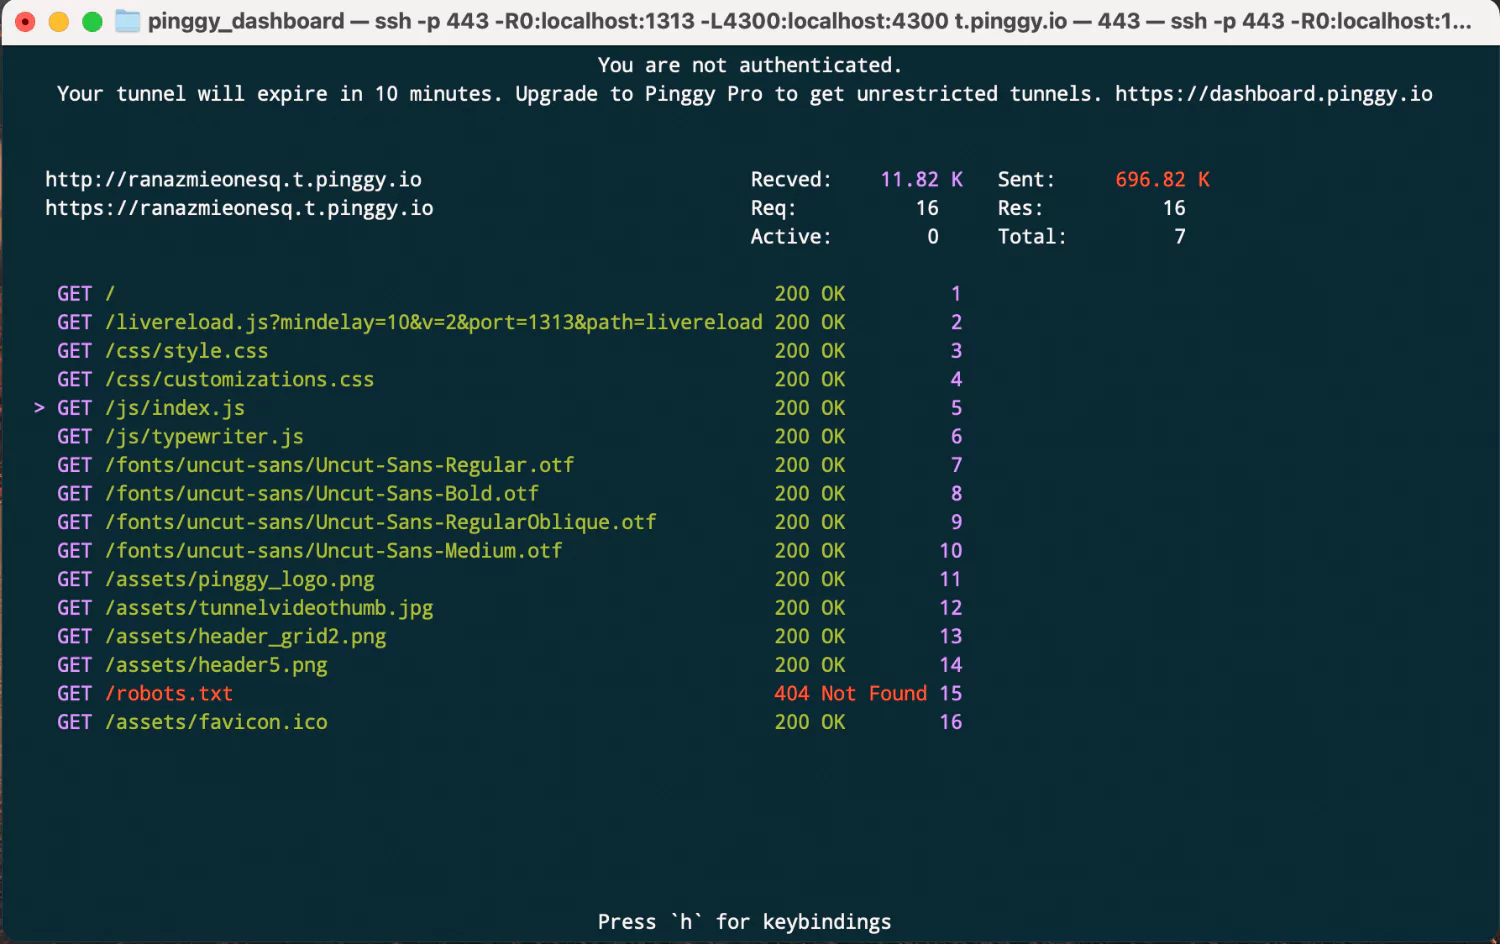 pinggy_dashboard — ssh -p 443 -R0:localhost:1313 -L4300:localhost:4300 t.pinggy.io — 443 — ssh -p 443 -R0:localhost:1...
You are not authenticated.
Your tunnel will expire in 10 minutes. Upgrade to Pinggy Pro to get unrestricted tunnels. https://dashboard.pinggy.io
http://ranazmieonesq.t.pinggy.io Recved: 11.82 K Sent: 696.82 K
https://ranazmieonesq.t.pinggy.io Req: 16 Res: 16
Active: 0 Total: 7
GET / 200 OK 1
GET /livereload.js?mindelay=10&v=2&port=1313&path=livereload 200 OK 2
GET /css/style.css 200 OK 3
GET /css/customizations.css 200 OK 4
> GET /js/index.js 200 OK 5
GET /js/typewriter.js 200 OK 6
GET /fonts/uncut-sans/Uncut-Sans-Regular.otf 200 OK 7
GET /fonts/uncut-sans/Uncut-Sans-Bold.otf 200 OK 8
GET /fonts/uncut-sans/Uncut-Sans-RegularOblique.otf 200 OK 9
GET /fonts/uncut-sans/Uncut-Sans-Medium.otf 200 OK 10
GET /assets/pinggy_logo.png 200 OK 11
GET /assets/tunnelvideothumb.jpg 200 OK 12
GET /assets/header_grid2.png 200 OK 13
GET /assets/header5.png 200 OK 14
GET /robots.txt 404 Not Found 15
GET /assets/favicon.ico 200 OK 16
Press `h` for keybindings